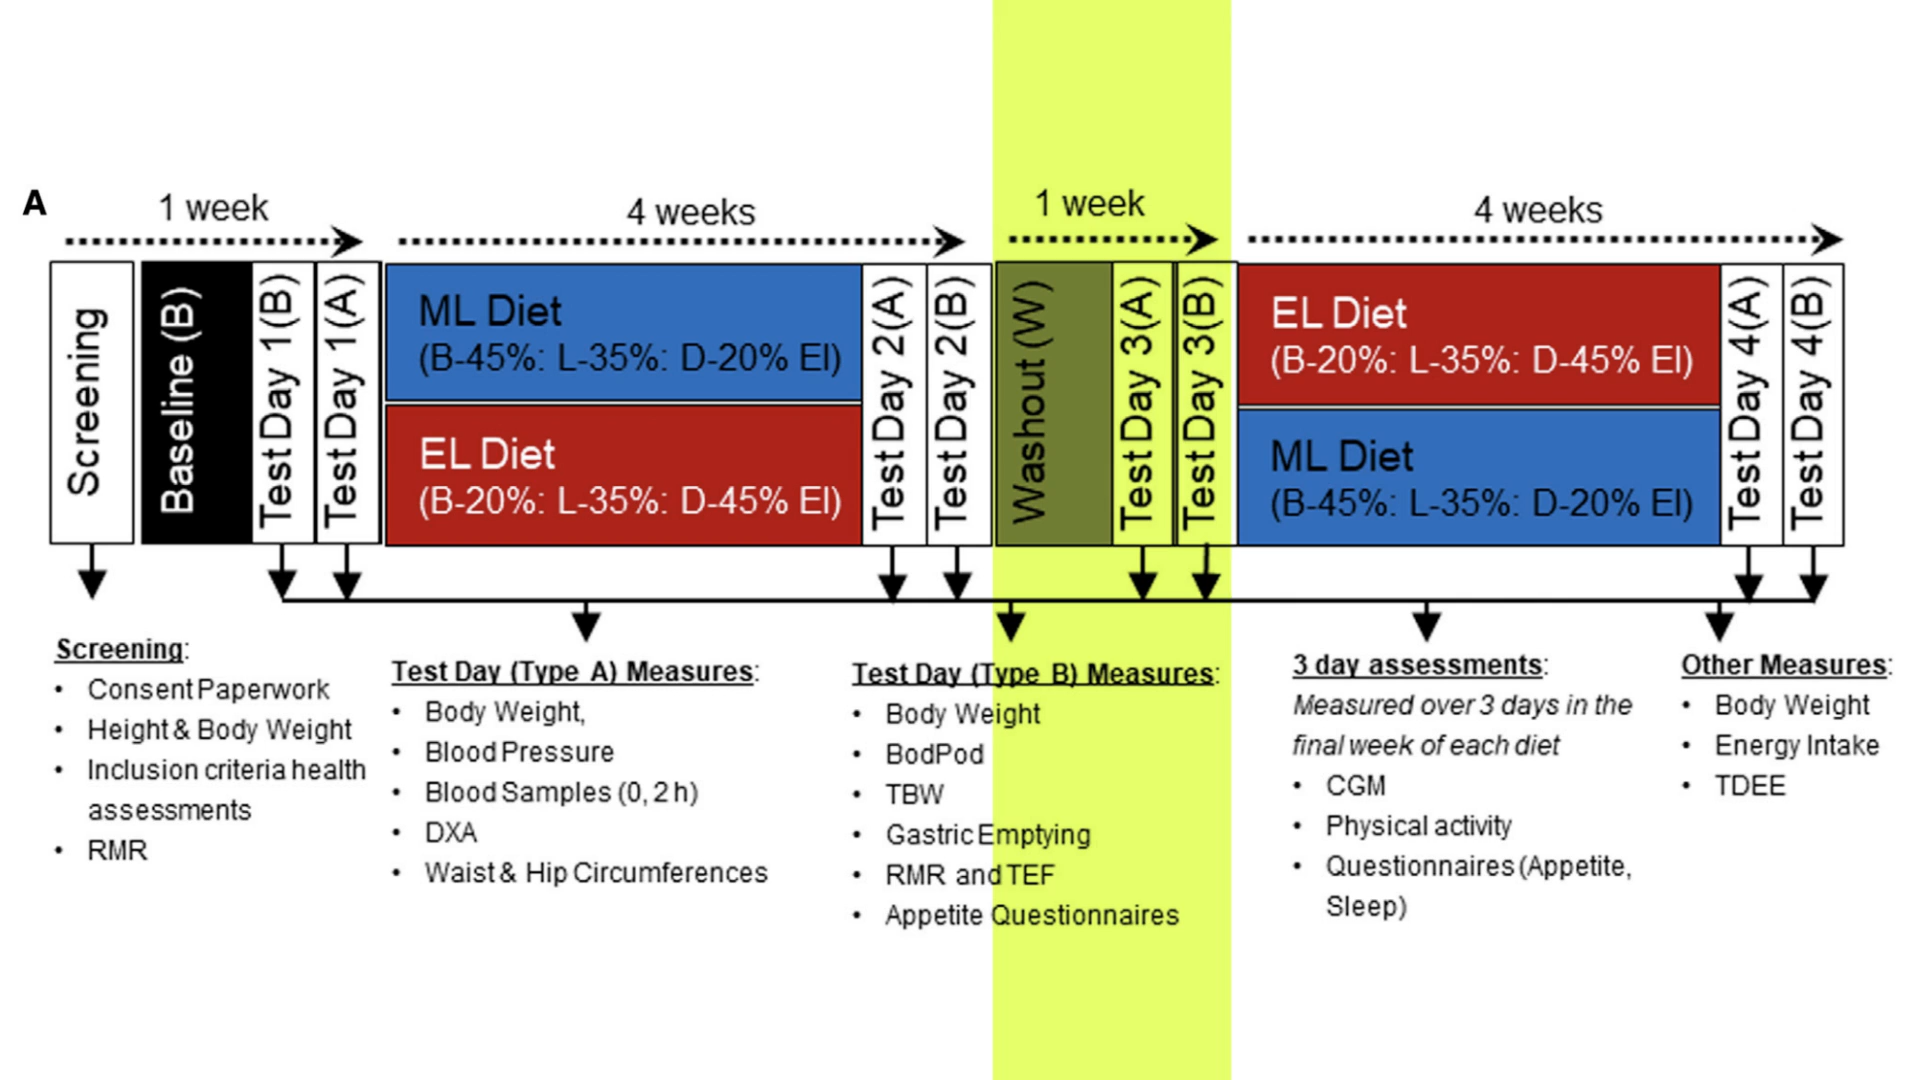 A
1 week
4 weeks
1 week
4 weeks
Screening
Baseline (B)
Test Day 1(B)
Test Day 1(A)
ML Diet
(B-45%: L-35%: D-20% EI)
EL Diet
(B-20%: L-35%: D-45% EI)
Test Day 2(A)
Test Day 2(B)
Washout (W)
Test Day 3(A)
Test Day 3(B)
EL Diet
(B-20%: L-35%: D-45% EI)
ML Diet
(B-45%: L-35%: D-20% EI)
Test Day 4(A)
Test Day 4(B)
Screening:
• Consent Paperwork
• Height & Body Weight
• Inclusion criteria health
assessments
• RMR
Test Day (Type A) Measures:
• Body Weight,
• Blood Pressure
• Blood Samples (0, 2 h)
• DXA
• Waist & Hip Circumferences
Test Day (Type B) Measures:
• Body Weight
• BodPod
• TBW
• Gastric Emptying
• RMR and TEF
• Appetite Questionnaires
3 day assessments:
Measured over 3 days in the
final week of each diet
• CGM
• Physical activity
• Questionnaires (Appetite,
Sleep)
Other Measures:
• Body Weight
• Energy Intake
• TDEE